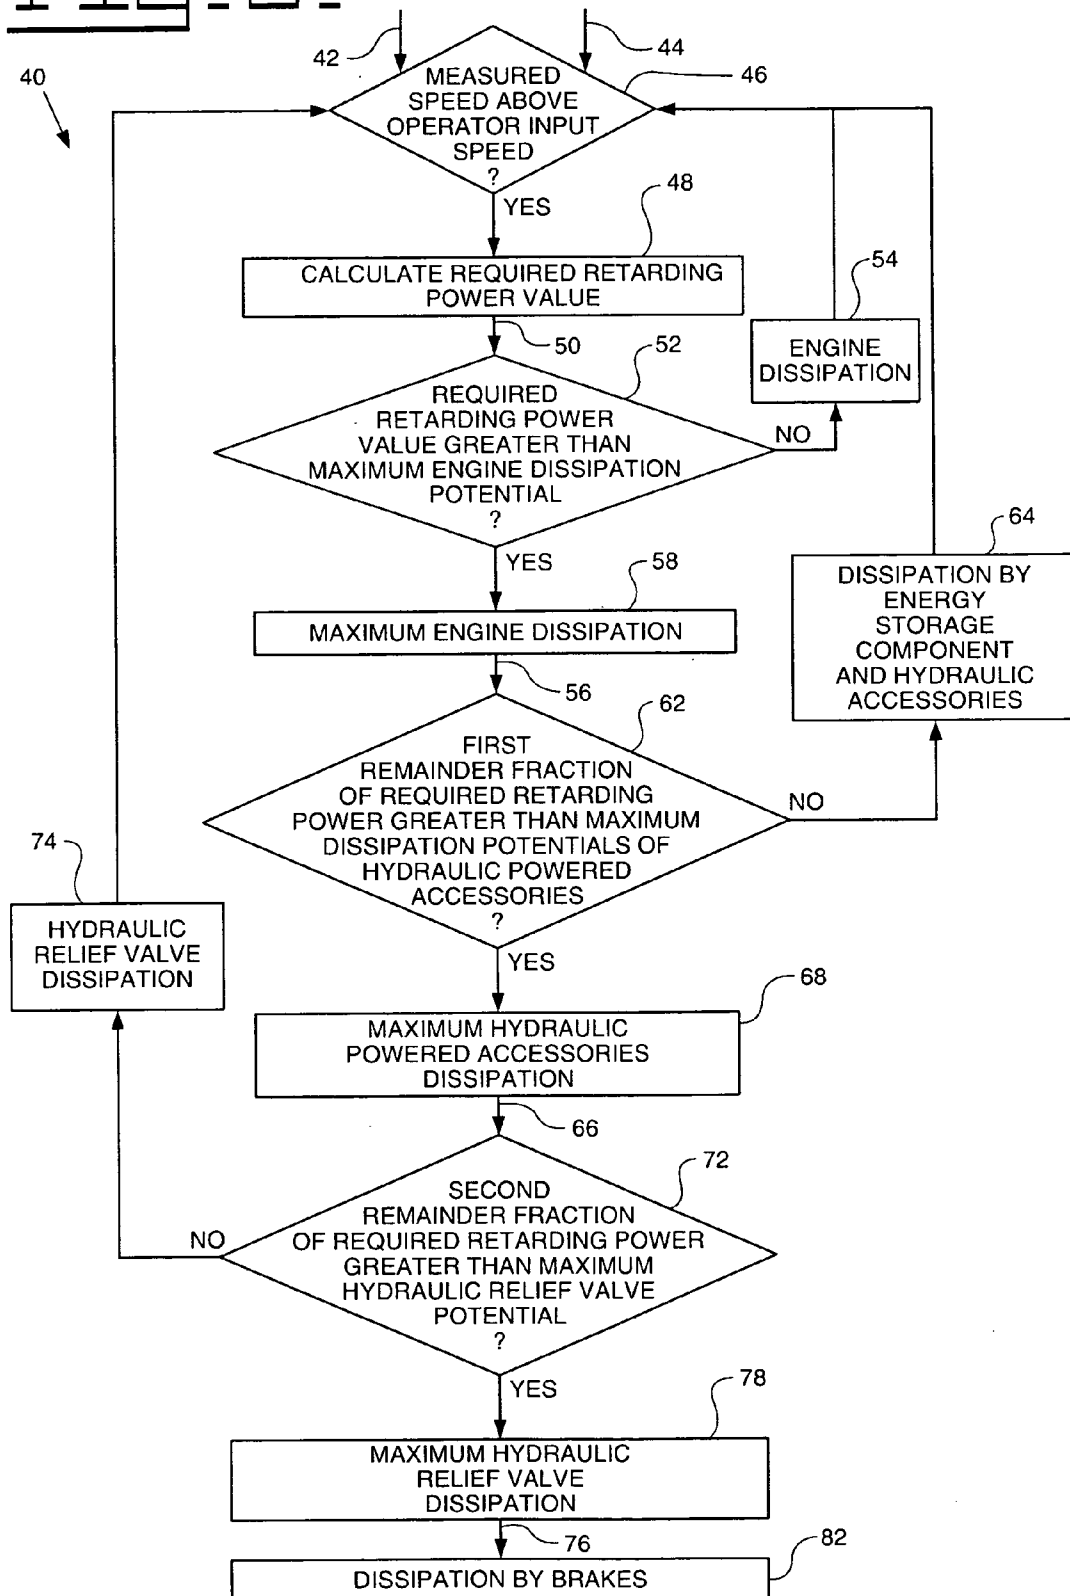 42
44
40
46
MEASURED
SPEED ABOVE
OPERATOR INPUT
SPEED
?
YES
48
CALCULATE REQUIRED RETARDING
POWER VALUE
54
ENGINE
DISSIPATION
50
52
REQUIRED
RETARDING POWER
VALUE GREATER THAN
MAXIMUM ENGINE DISSIPATION
POTENTIAL
?
NO
YES
64
DISSIPATION BY
ENERGY
STORAGE
COMPONENT
AND HYDRAULIC
ACCESSORIES
58
MAXIMUM ENGINE DISSIPATION
56
62
FIRST
REMAINDER FRACTION
OF REQUIRED RETARDING
POWER GREATER THAN MAXIMUM
DISSIPATION POTENTIALS OF
HYDRAULIC POWERED
ACCESSORIES
?
NO
YES
74
HYDRAULIC
RELIEF VALVE
DISSIPATION
68
MAXIMUM HYDRAULIC
POWERED ACCESSORIES
DISSIPATION
66
72
SECOND
REMAINDER FRACTION
OF REQUIRED RETARDING POWER
GREATER THAN MAXIMUM
HYDRAULIC RELIEF VALVE
POTENTIAL
?
NO
YES
78
MAXIMUM HYDRAULIC
RELIEF VALVE
DISSIPATION
76
82
DISSIPATION BY BRAKES